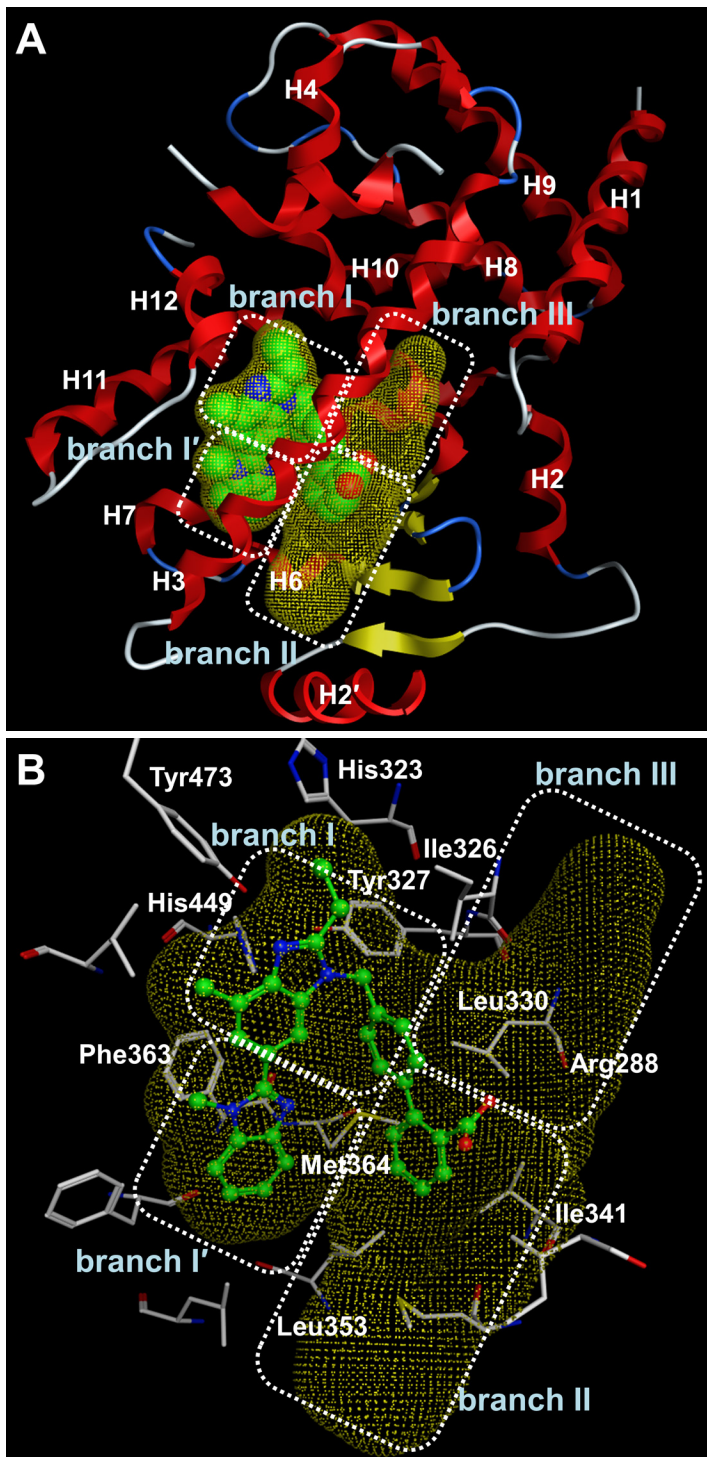 A
H4
H9
H1
H10
H8
H12
branch I
branch III
H11
branch I′
H2
H7
H3
H6
branch II
H2′
B
Tyr473
His323
branch III
branch I
Ile326
Tyr327
His449
Leu330
Phe363
Arg288
Met364
Ile341
branch I′
Leu353
branch II